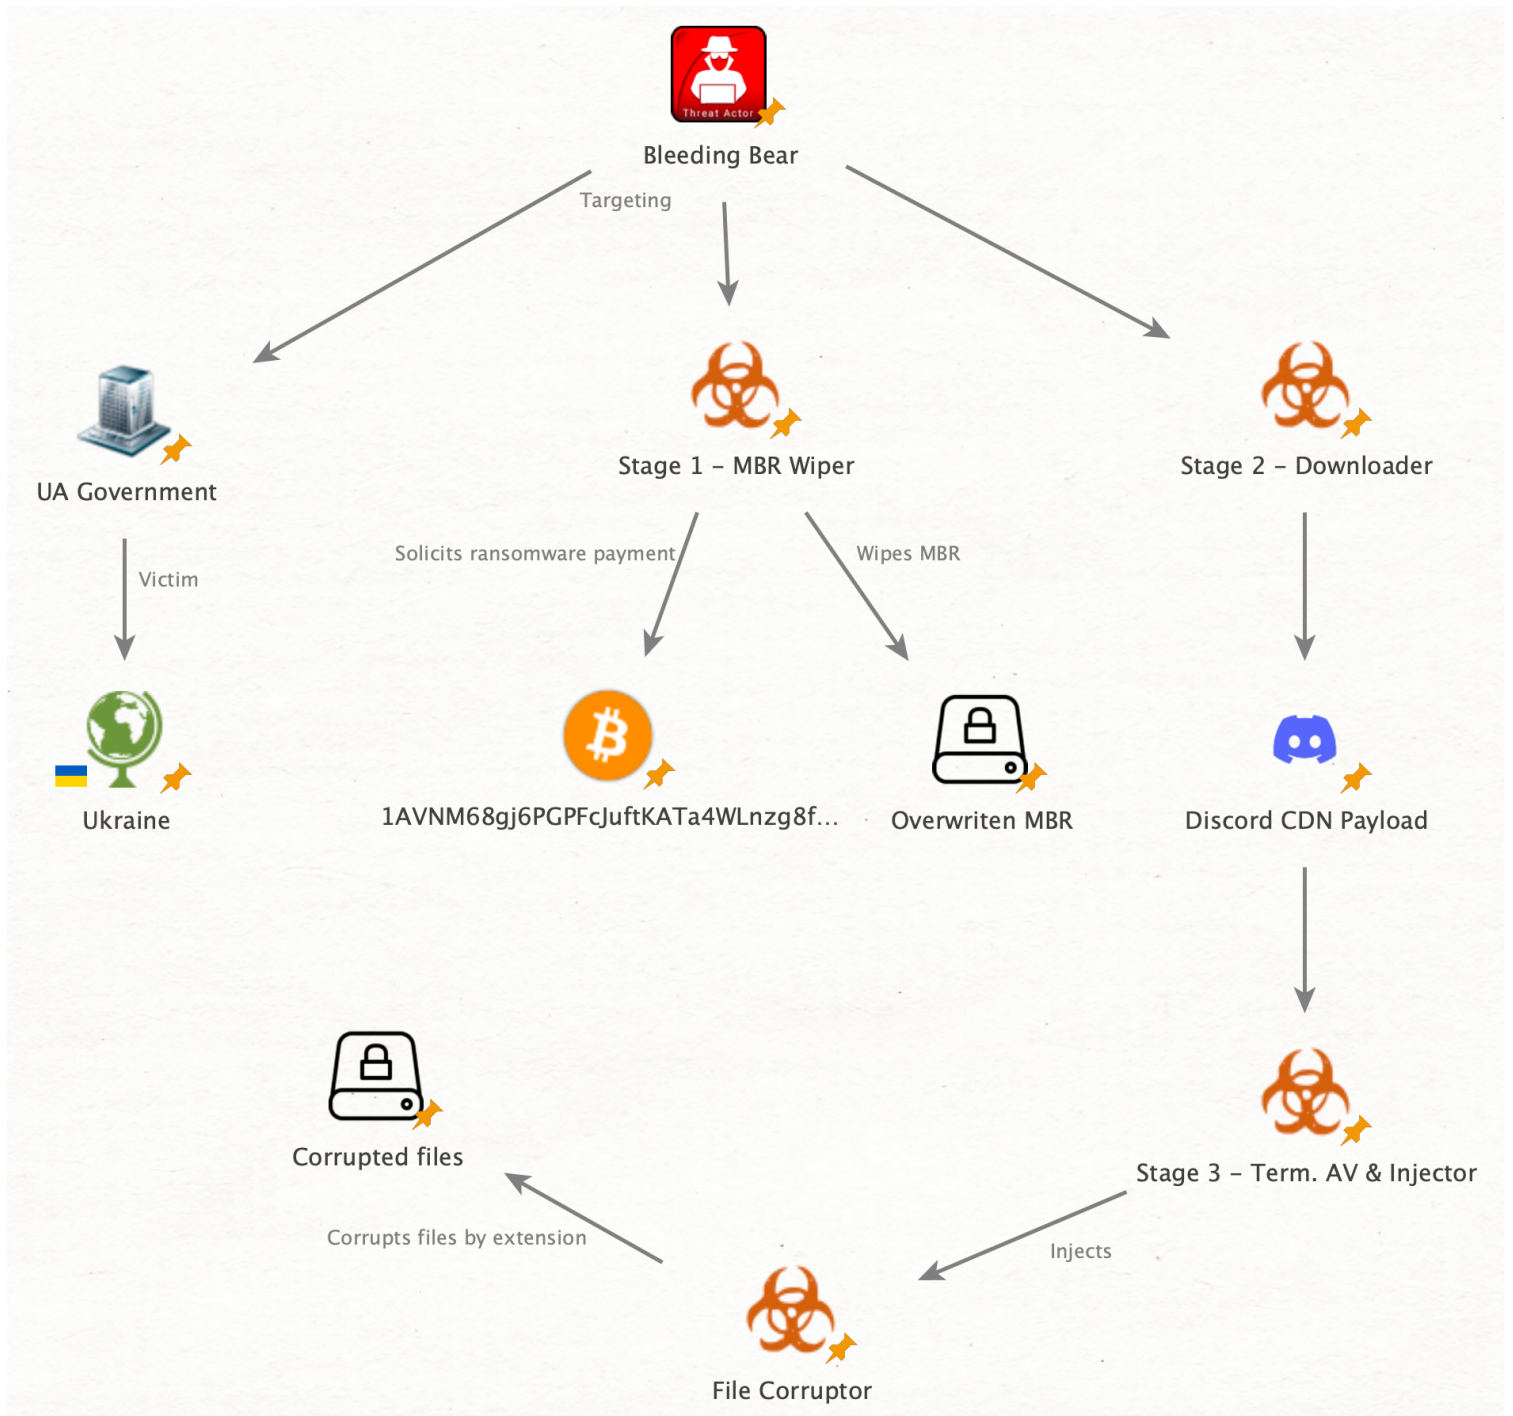 Threat Actor
Bleeding Bear
Targeting
UA Government
Stage 1 – MBR Wiper
Stage 2 – Downloader
Victim
Solicits ransomware payment
Wipes MBR
Ukraine
1AVNM68gj6PGPFcJuftKATa4WLnzg8f...
Overwriten MBR
Discord CDN Payload
Corrupted files
Stage 3 – Term. AV & Injector
Corrupts files by extension
Injects
File Corruptor